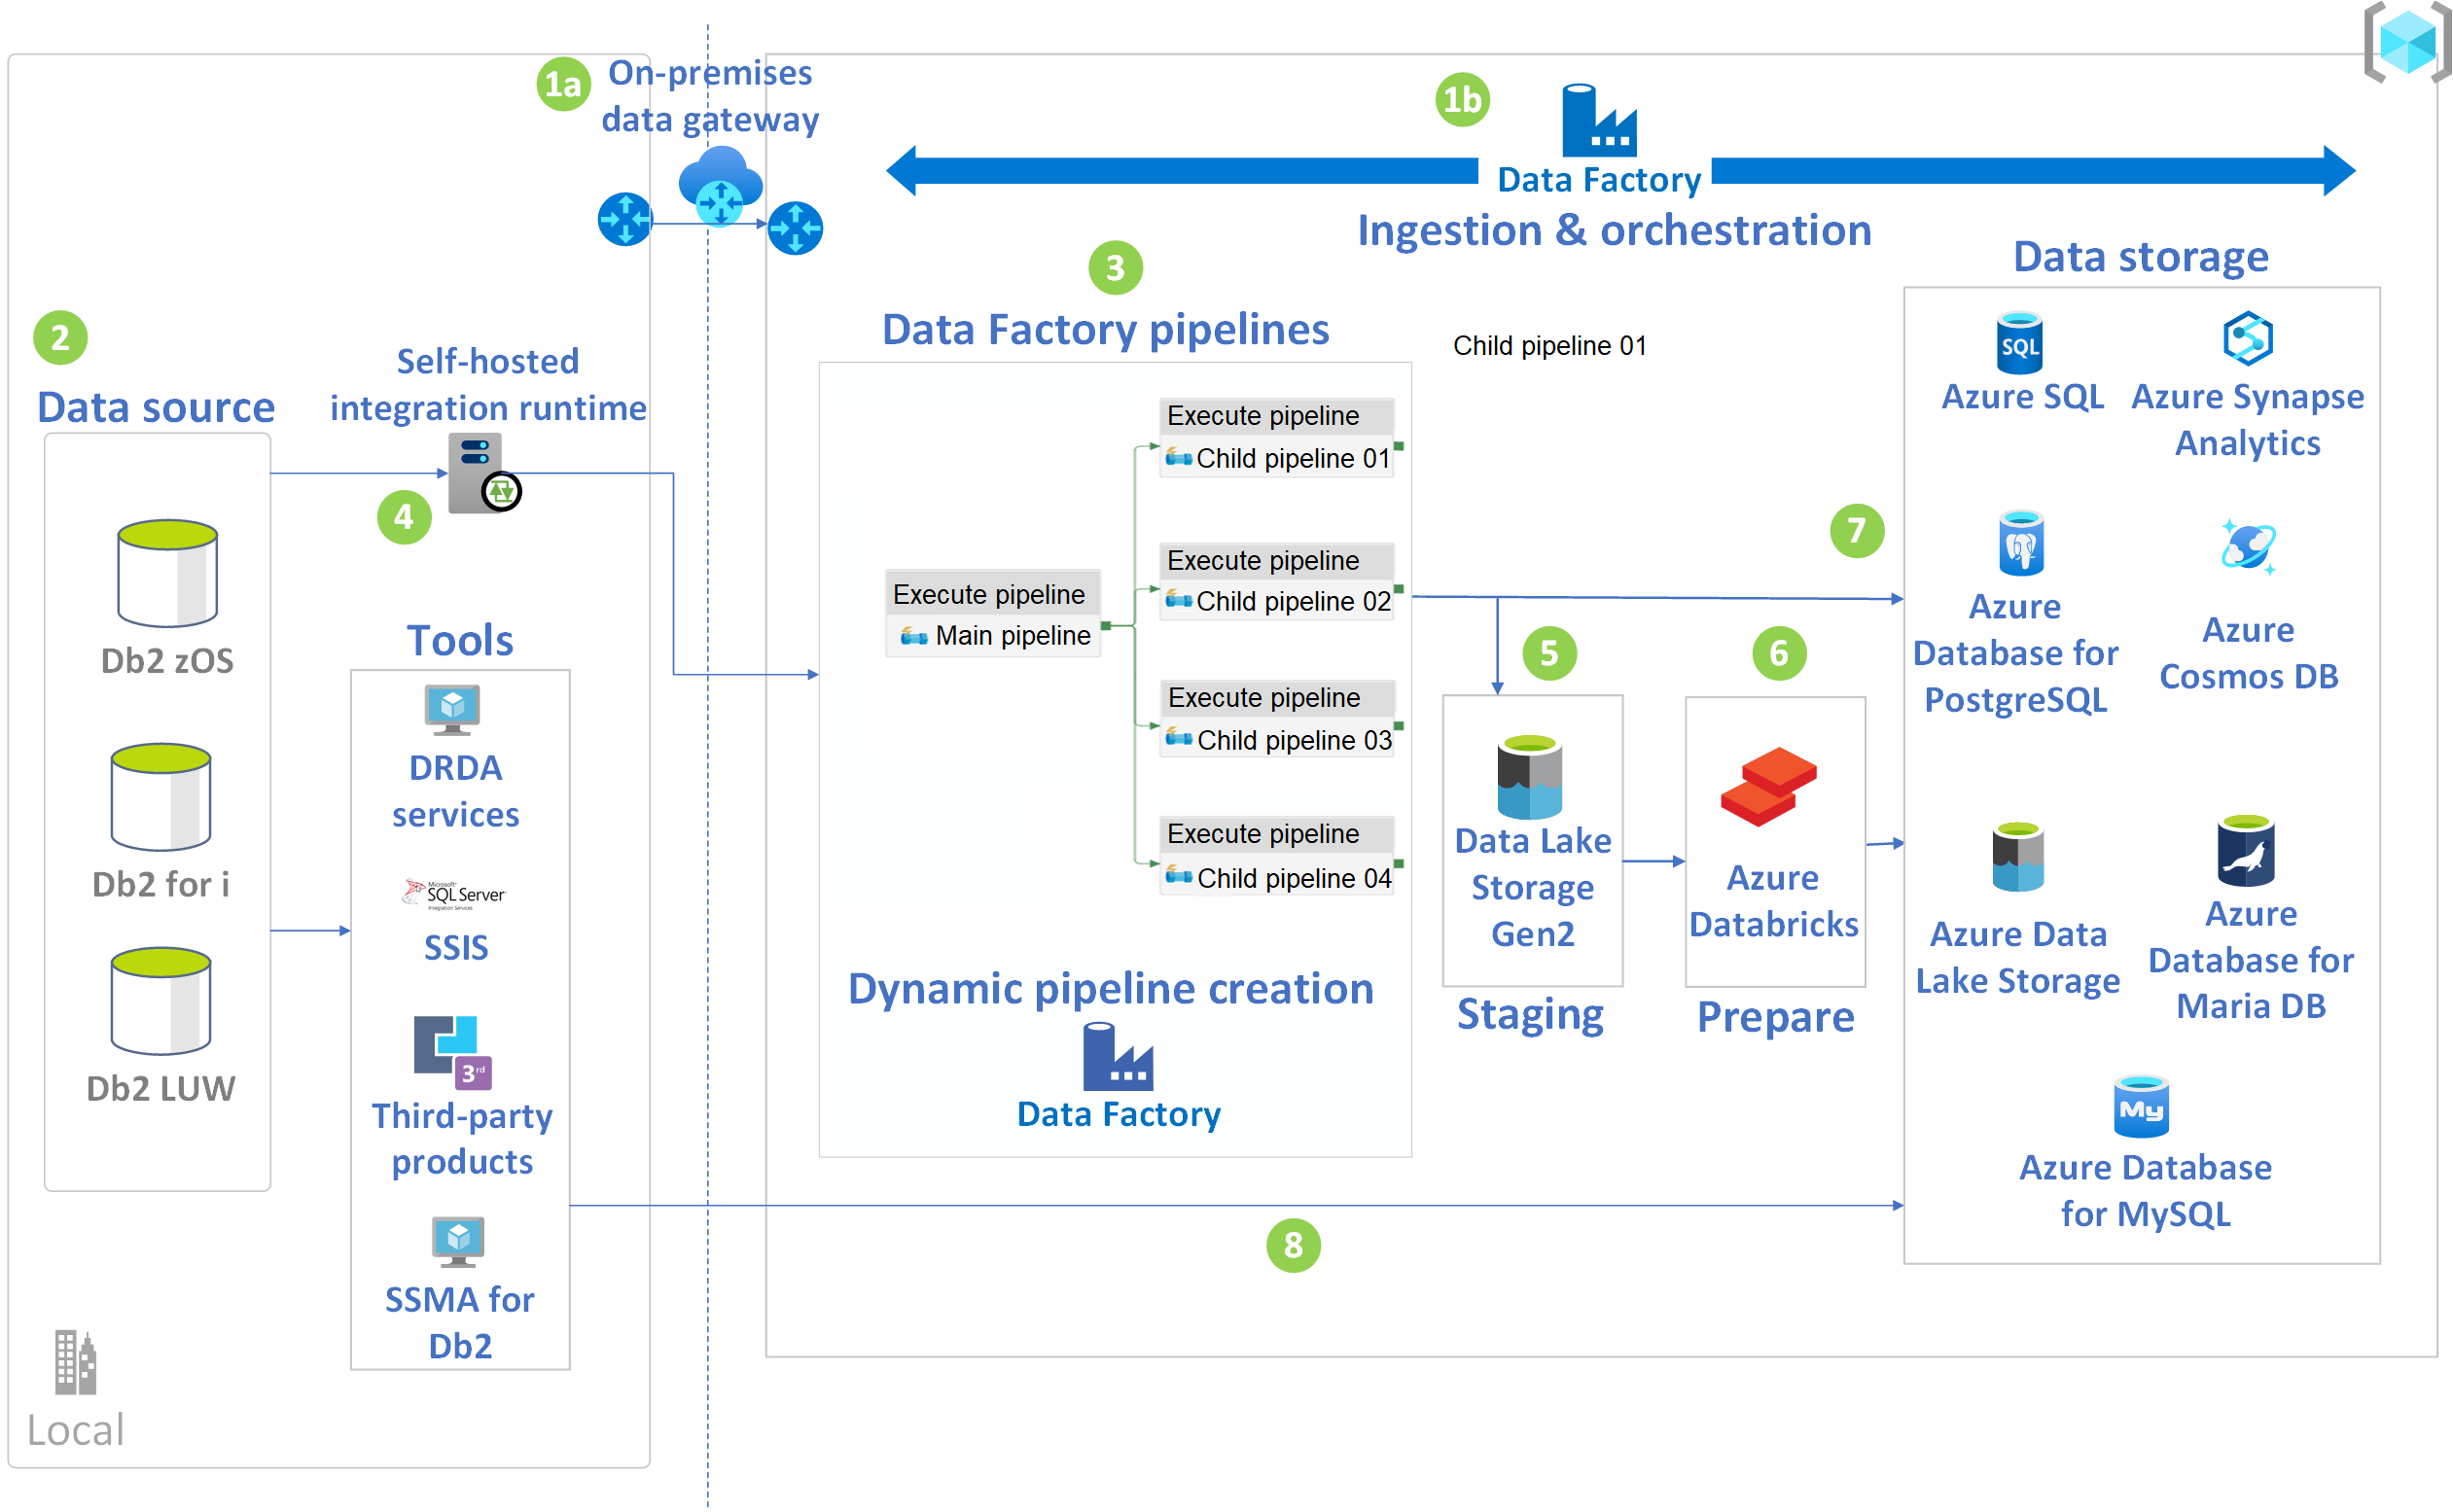 1a
On-premises
data gateway
1b
Data Factory
Ingestion & orchestration
2
Data source
Db2 zOS
Db2 for i
Db2 LUW
Self-hosted
integration runtime
4
Tools
DRDA
services
Microsoft
SQL Server
Integration Services
SSIS
3rd
Third-party
products
SSMA for
Db2
Local
3
Data Factory pipelines
Execute pipeline
Main pipeline
Execute pipeline
Child pipeline 01
Execute pipeline
Child pipeline 02
Execute pipeline
Child pipeline 03
Execute pipeline
Child pipeline 04
Dynamic pipeline creation
Data Factory
Child pipeline 01
5
Data Lake
Storage
Gen2
Staging
6
Azure
Databricks
Prepare
7
8
Data storage
SQL
Azure SQL
Azure Synapse
Analytics
Azure
Database for
PostgreSQL
Azure
Cosmos DB
Azure Data
Lake Storage
Azure
Database for
Maria DB
My
Azure Database
for MySQL